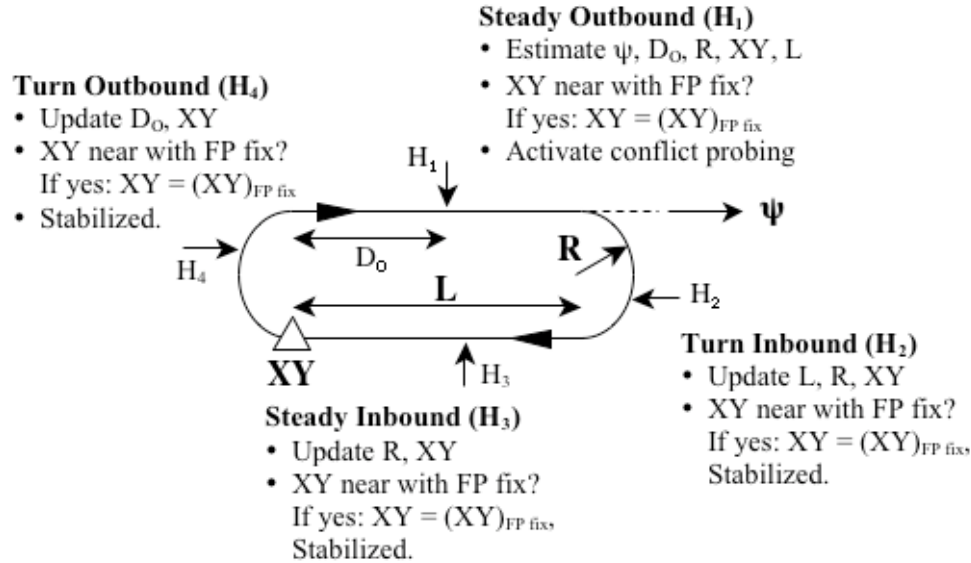 Steady Outbound (H₁)
• Estimate ψ, D₀, R, XY, L
• XY near with FP fix?
If yes: XY = (XY)FP fix
• Activate conflict probing
Turn Outbound (H₄)
• Update D₀, XY
• XY near with FP fix?
If yes: XY = (XY)FP fix
• Stabilized.
H₁
ψ
D₀
R
H₄
L
H₂
XY
H₃
Turn Inbound (H₂)
• Update L, R, XY
• XY near with FP fix?
If yes: XY = (XY)FP fix,
Stabilized.
Steady Inbound (H₃)
• Update R, XY
• XY near with FP fix?
If yes: XY = (XY)FP fix,
Stabilized.